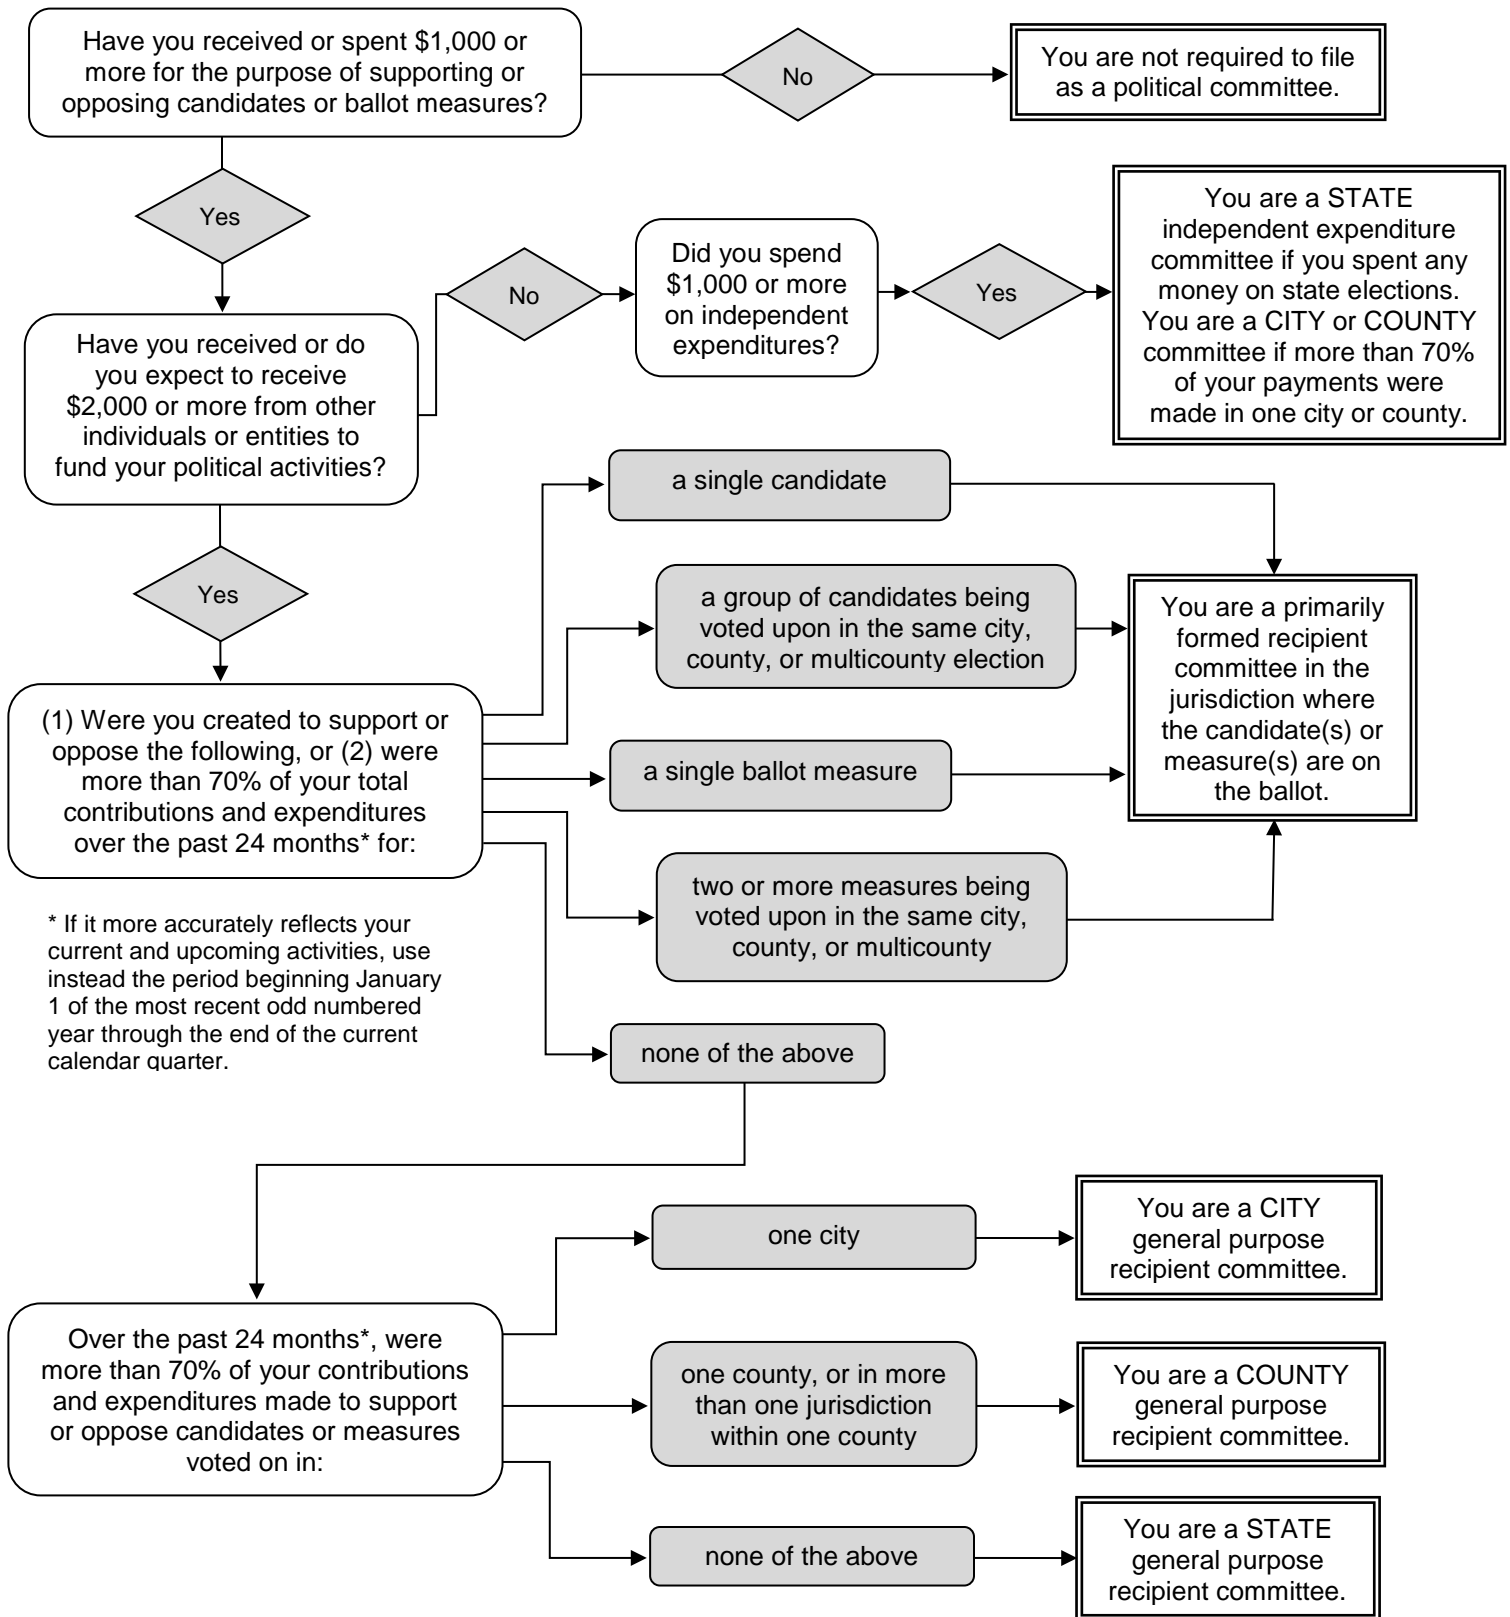 Have you received or spent $1,000 or
more for the purpose of supporting or
opposing candidates or ballot measures?
No
You are not required to file
as a political committee.
Yes
Have you received or do
you expect to receive
$2,000 or more from other
individuals or entities to
fund your political activities?
No
Did you spend
$1,000 or more
on independent
expenditures?
Yes
You are a STATE
independent expenditure
committee if you spent any
money on state elections.
You are a CITY or COUNTY
committee if more than 70%
of your payments were
made in one city or county.
Yes
(1) Were you created to support or
oppose the following, or (2) were
more than 70% of your total
contributions and expenditures
over the past 24 months* for:
a single candidate
a group of candidates being
voted upon in the same city,
county, or multicounty election
a single ballot measure
two or more measures being
voted upon in the same city,
county, or multicounty
none of the above
You are a primarily
formed recipient
committee in the
jurisdiction where
the candidate(s) or
measure(s) are on
the ballot.
* If it more accurately reflects your
current and upcoming activities, use
instead the period beginning January
1 of the most recent odd numbered
year through the end of the current
calendar quarter.
Over the past 24 months*, were
more than 70% of your contributions
and expenditures made to support
or oppose candidates or measures
voted on in:
one city
You are a CITY
general purpose
recipient committee.
one county, or in more
than one jurisdiction
within one county
You are a COUNTY
general purpose
recipient committee.
none of the above
You are a STATE
general purpose
recipient committee.